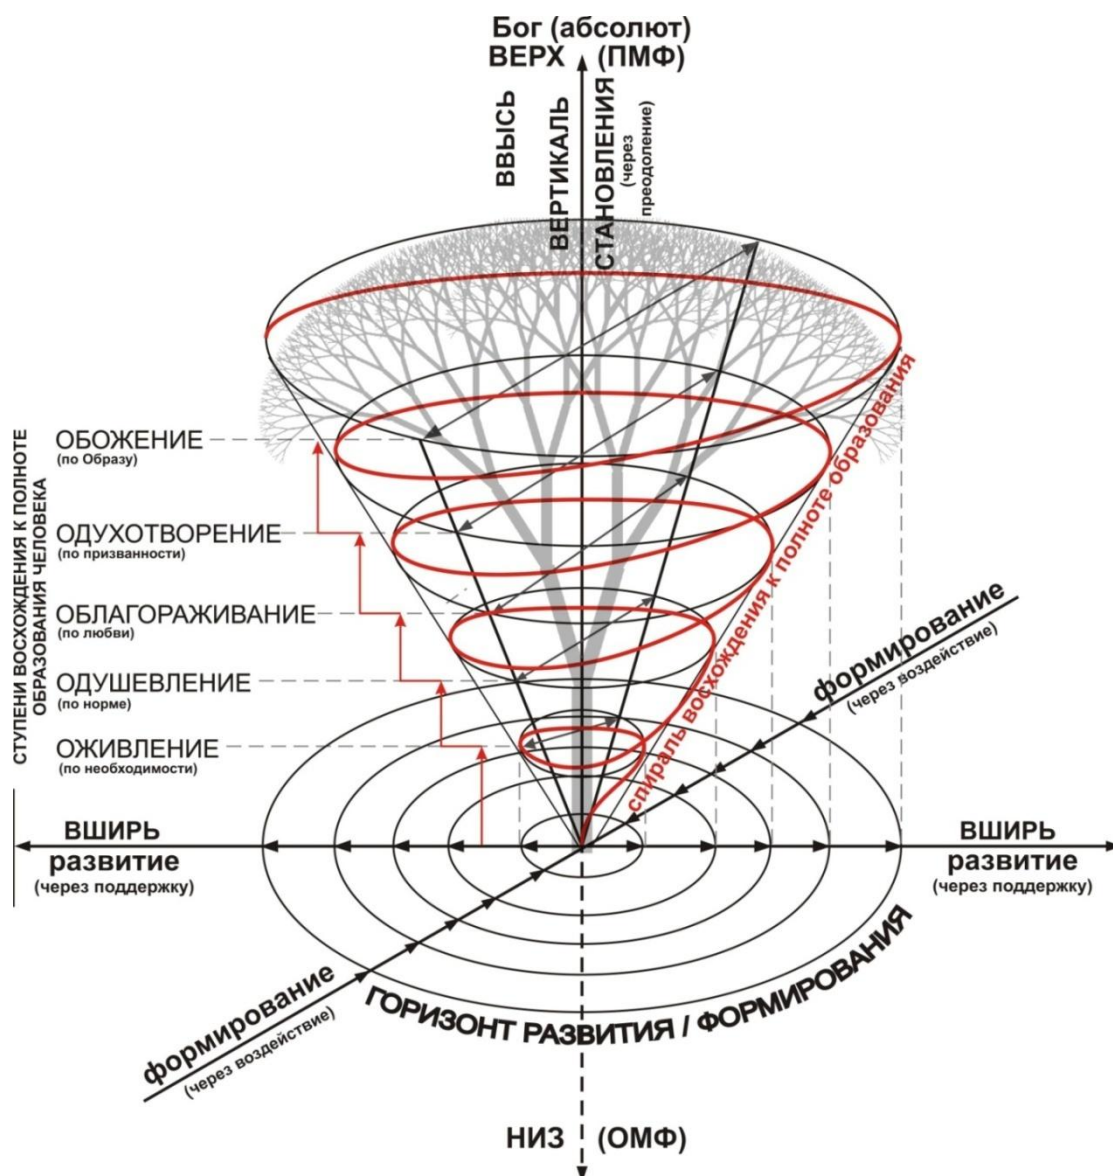 Бог (абсолют)
ВЕРХ (ПМФ)
ВВЫСЬ
ВЕРТИКАЛЬ
СТАНОВЛЕНИЯ
(через
преодоление)
СТУПЕНИ ВОСХОЖДЕНИЯ К ПОЛНОТЕ
ОБРАЗОВАНИЯ ЧЕЛОВЕКА
ОБОЖЕНИЕ
(по Образу)
ОДУХОТВОРЕНИЕ
(по призванности)
ОБЛАГОРАЖИВАНИЕ
(по любви)
ОДУШЕВЛЕНИЕ
(по норме)
ОЖИВЛЕНИЕ
(по необходимости)
спираль восхождения к полноте образования
формирование
(через воздействие)
ВШИРЬ
развитие
(через поддержку)
ВШИРЬ
развитие
(через поддержку)
формирование
(через воздействие)
ГОРИЗОНТ РАЗВИТИЯ / ФОРМИРОВАНИЯ
НИЗ (ОМФ)